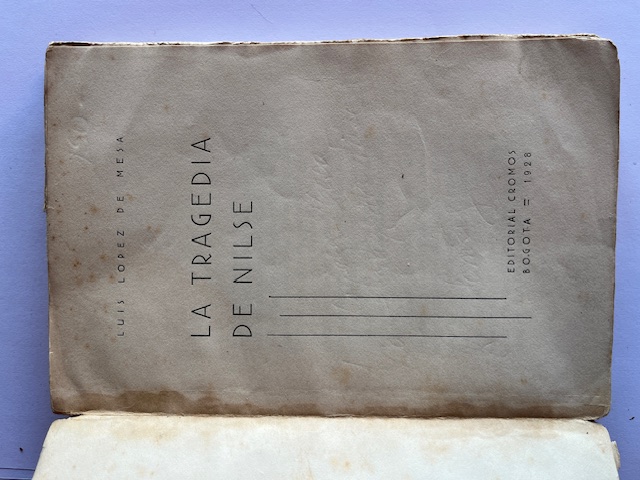 LUIS LOPEZ DE MESA
LA TRAGEDIA
DE NILSE
EDITORIAL CROMOS
BOGOTA = 1928